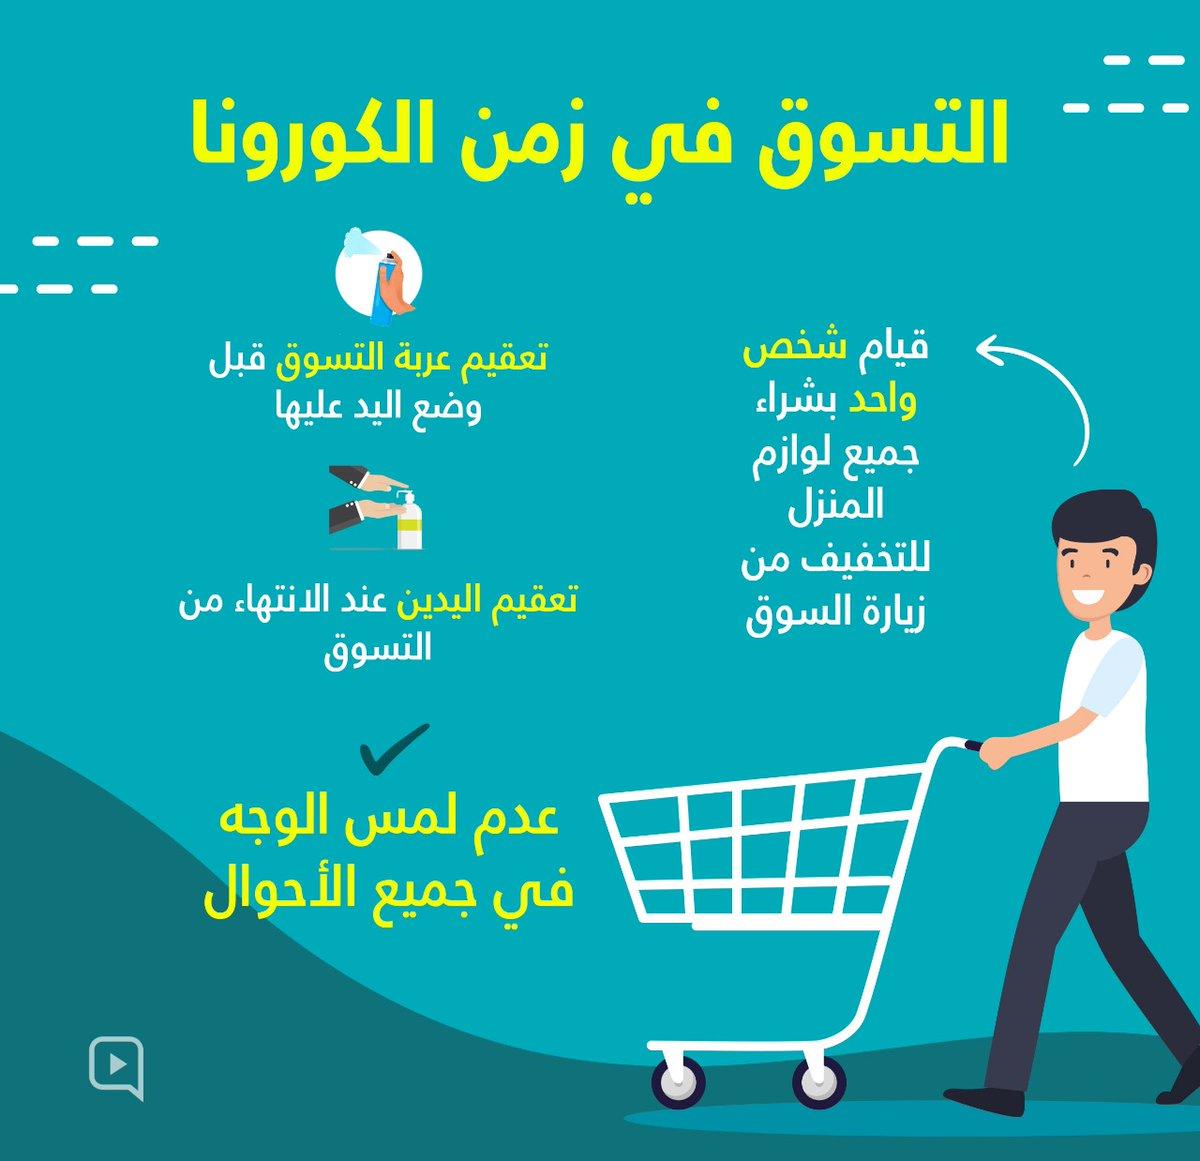 التسوق في زمن الكورونا
قيام شخص
واحد بشراء
جميع لوازم
المنزل
للتخفيف من
زيارة السوق
تعقيم عربة التسوق قبل
وضع اليد عليها
تعقيم اليدين عند الانتهاء من
التسوق
عدم لمس الوجه
في جميع الأحوال